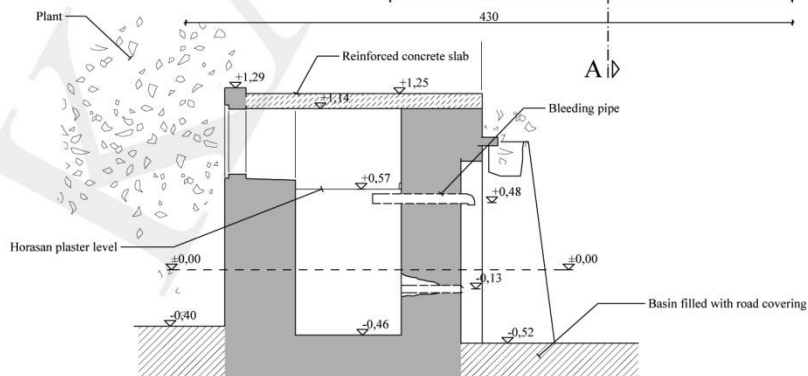 430
Plant
Reinforced concrete slab
A
+1,29
+1,25
+1,14
Bleeding pipe
+0,57
+0,48
Horasan plaster level
±0,00
±0,00
-0,13
-0,40
-0,46
-0,52
Basin filled with road covering